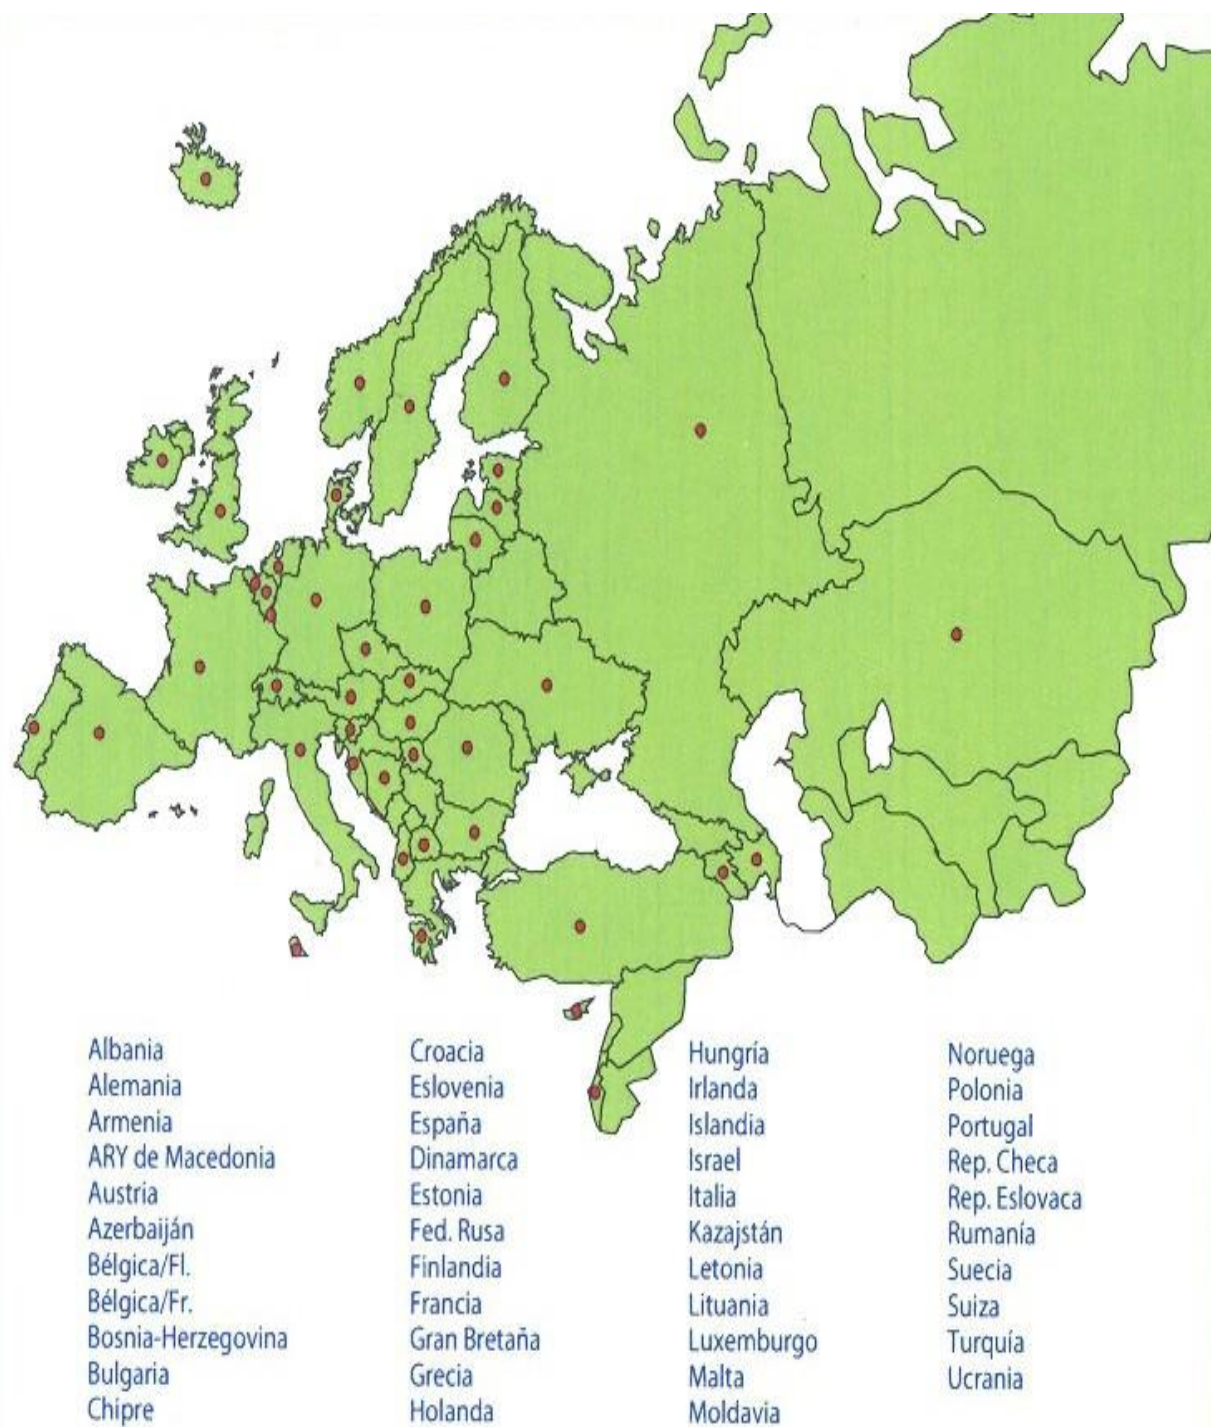 Albania
Alemania
Armenia
ARY de Macedonia
Austria
Azerbaiján
Bélgica/Fl.
Bélgica/Fr.
Bosnia-Herzegovina
Bulgaria
Chipre
Croacia
Eslovenia
España
Dinamarca
Estonia
Fed. Rusa
Finlandia
Francia
Gran Bretaña
Grecia
Holanda
Hungría
Irlanda
Islandia
Israel
Italia
Kazajstán
Letonia
Lituania
Luxemburgo
Malta
Moldavia
Noruega
Polonia
Portugal
Rep. Checa
Rep. Eslovaca
Rumanía
Suecia
Suiza
Turquía
Ucrania